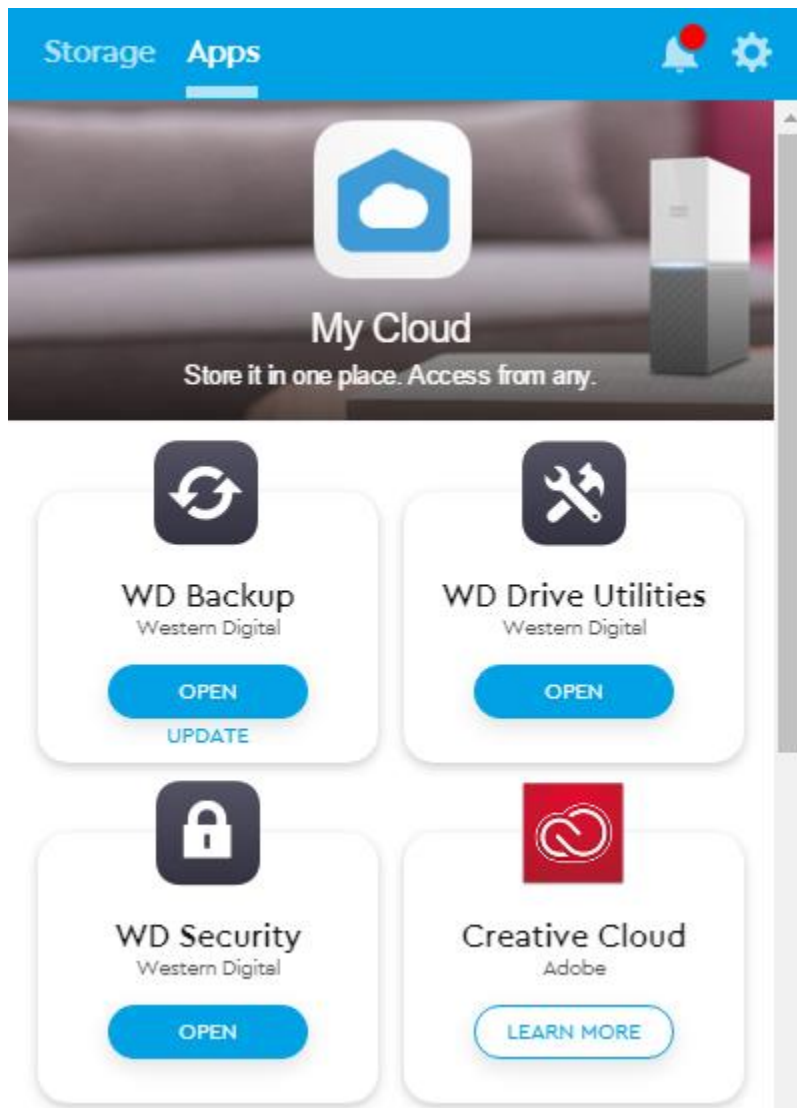 Storage Apps
My Cloud
Store it in one place. Access from any.
WD Backup
Western Digital
OPEN
UPDATE
WD Drive Utilities
Western Digital
OPEN
WD Security
Western Digital
OPEN
Creative Cloud
Adobe
LEARN MORE